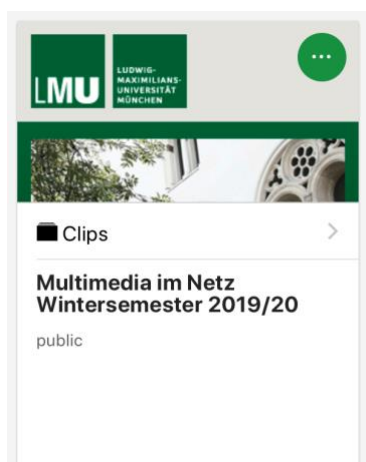 LMU
LUDWIG-
MAXIMILIANS-
UNIVERSITÄT
MÜNCHEN
Clips
Multimedia im Netz
Wintersemester 2019/20
public